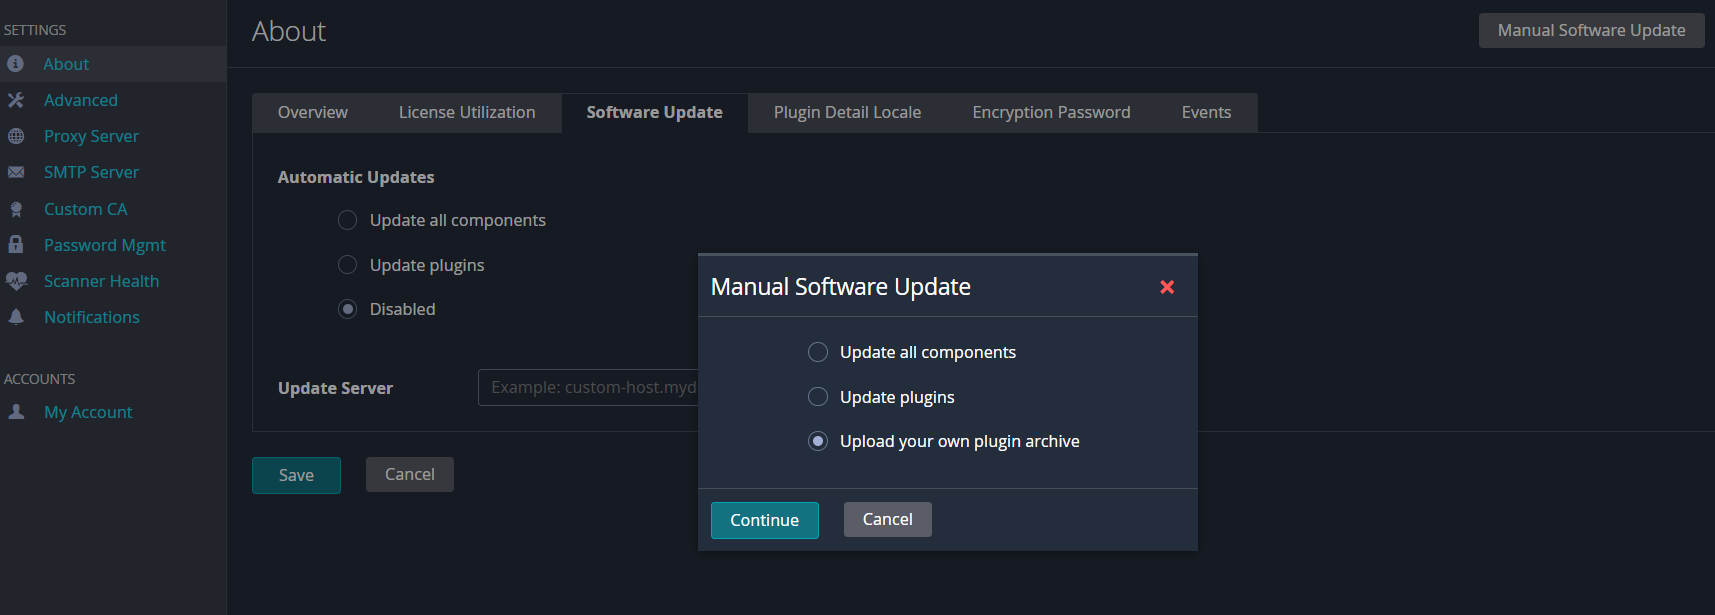 SETTINGS
About
Advanced
Proxy Server
SMTP Server
Custom CA
Password Mgmt
Scanner Health
Notifications
ACCOUNTS
My Account
About
Manual Software Update
Overview License Utilization Software Update Plugin Detail Locale Encryption Password Events
Automatic Updates
Update all components
Update plugins
Disabled
Update Server Example: custom-host.myd
Save Cancel
Manual Software Update
Update all components
Update plugins
Upload your own plugin archive
Continue Cancel